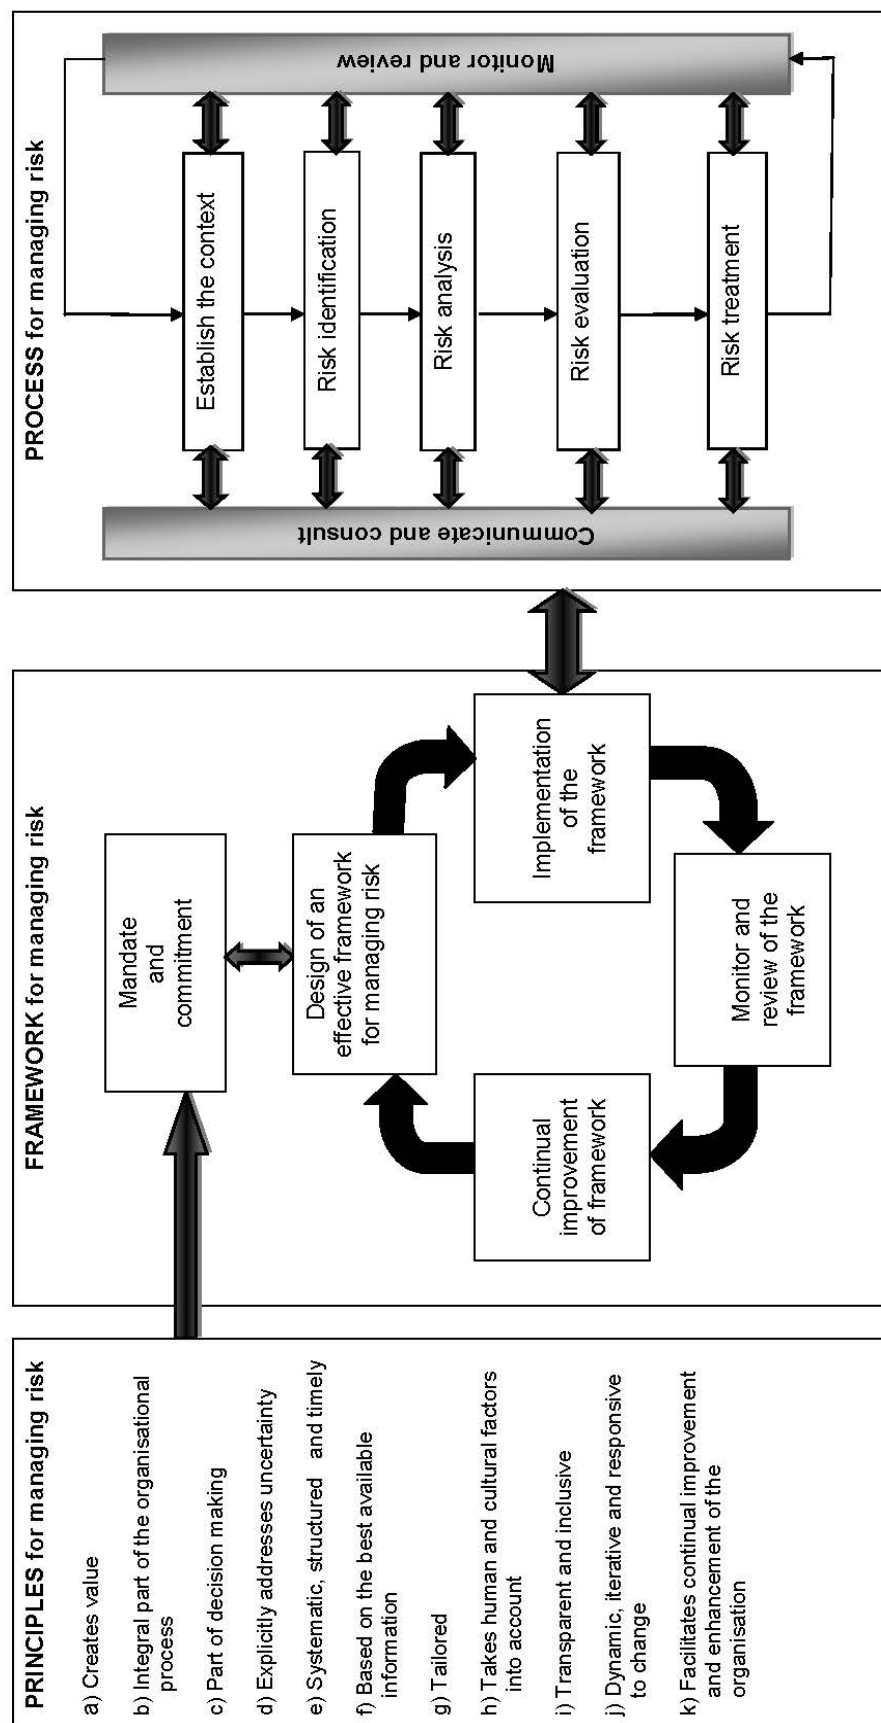 PRINCIPLES for managing risk
a) Creates value
b) Integral part of the organisational
process
c) Part of decision making
d) Explicitly addresses uncertainty
e) Systematic, structured and timely
f) Based on the best available
information
g) Tailored
h) Takes human and cultural factors
into account
i) Transparent and inclusive
j) Dynamic, iterative and responsive
to change
k) Facilitates continual improvement
and enhancement of the
organisation
FRAMEWORK for managing risk
Mandate
and
commitment
Design of an
effective framework
for managing risk
Implementation
of the
framework
Monitor and
review of the
framework
Continual
improvement
of framework
PROCESS for managing risk
Communicate and consult
Establish the context
Risk identification
Risk analysis
Risk evaluation
Risk treatment
Monitor and review